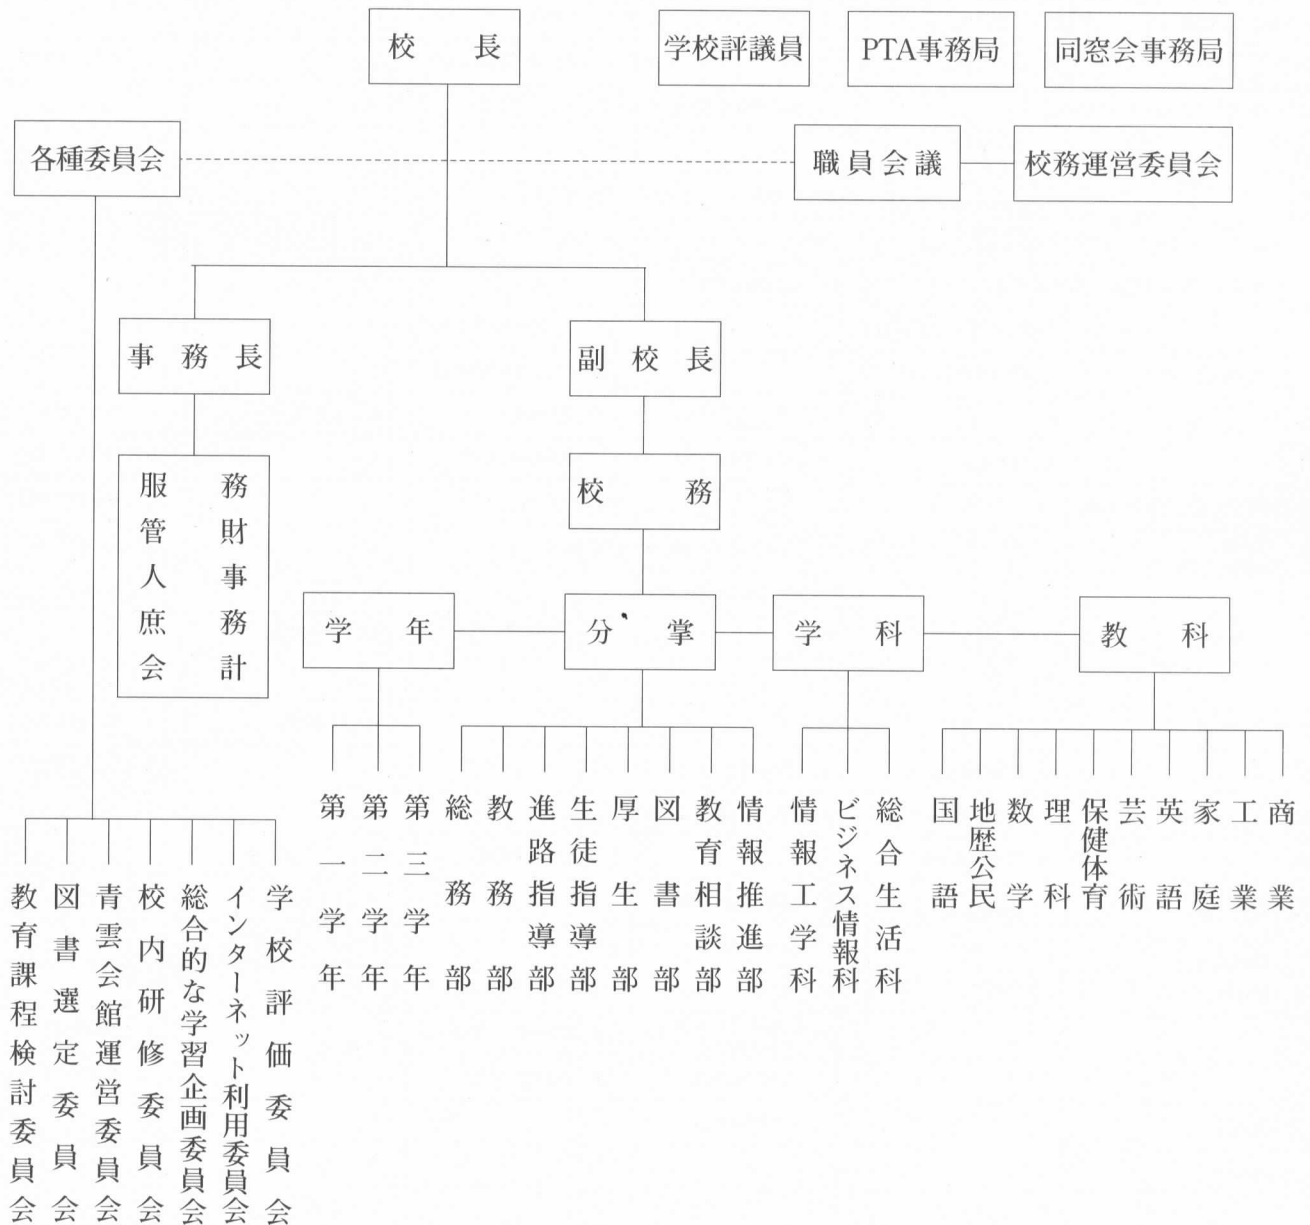 校長
学校評議員
PTA事務局
同窓会事務局
各種委員会
職員会議
校務運営委員会
事務長
副校長
服務
管財
人事
庶務
会計
校務
学年
分掌
学科
教科
第一学年
第二学年
第三学年
総務部
教務部
進路指導部
生徒指導部
厚生部
図書部
教育相談部
情報推進部
情報工学科
ビジネス情報科
総合生活科
国語
地歴公民
数学
理科
保健体育
芸術
英語
家庭
工業
商業
教育課程検討委員会
図書選定委員会
青雲会館運営委員会
校内研修委員会
総合的な学習企画委員会
インターネット利用委員会
学校評価委員会